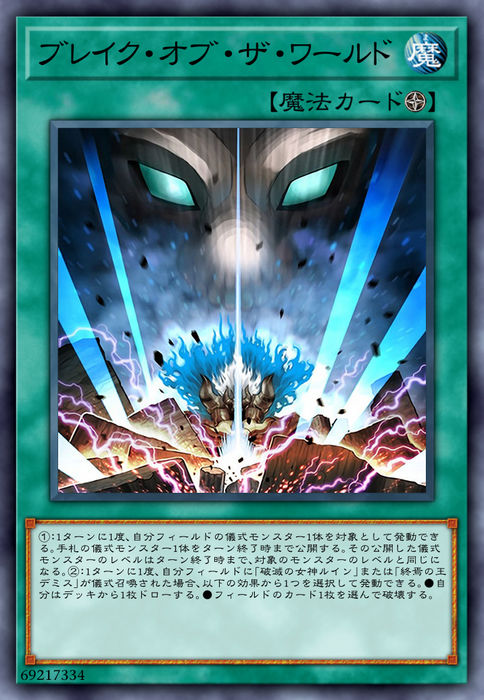 ブレイク・オブ・ザ・ワールド
魔
【魔法カード】
①:1ターンに1度、自分フィールドの儀式モンスター1体を対象として発動でき
る。手札の儀式モンスター1体をターン終了時まで公開する。その公開した儀式
モンスターのレベルはターン終了時まで、対象のモンスターのレベルと同じに
なる。②:1ターンに1度、自分フィールドに「破滅の女神ルイン」または「終焉の王
デミス」が儀式召喚された場合、以下の効果から1つを選択して発動できる。●自
分はデッキから1枚ドローする。●フィールドのカード1枚を選んで破壊する。
69217334